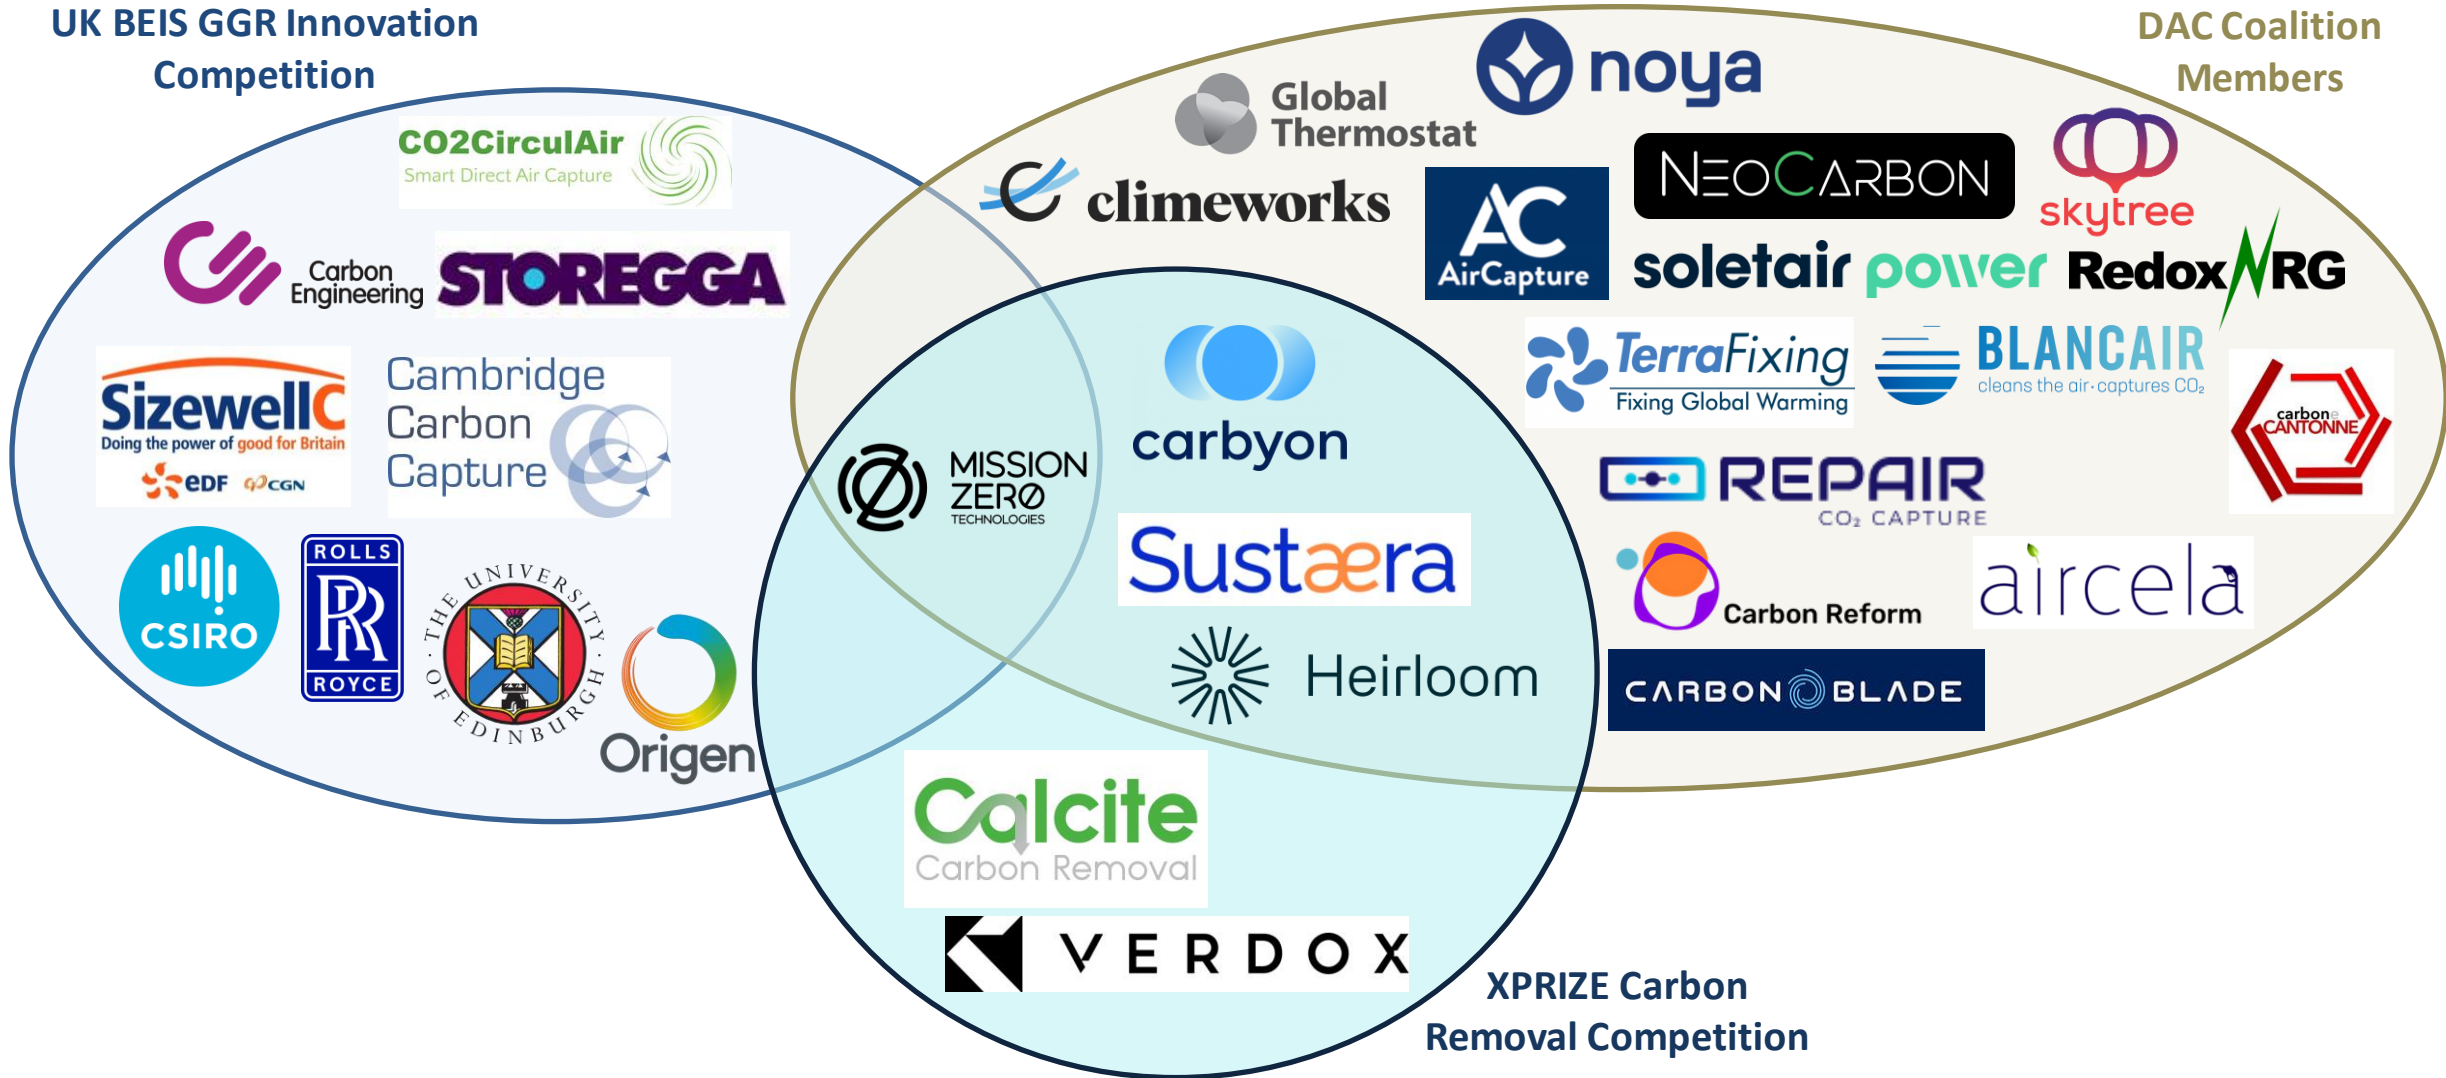 UK BEIS GGR Innovation
Competition
DAC Coalition
Members
CO2CirculAir
Smart Direct Air Capture
Carbon
Engineering
STOREGGA
SizewellC
Doing the power of good for Britain
eDF CGN
Cambridge
Carbon
Capture
CSIRO
ROLLS
RR
ROYCE
· THE UNIVERSITY ·
OF EDINBURGH
Origen
Global
Thermostat
noya
climeworks
AC
AirCapture
NEOCARBON
skytree
soletair power
RedoxNRG
TerraFixing
Fixing Global Warming
BLANCAIR
cleans the air·captures CO₂
carbone
CANTONNE
REPAIR
CO₂ CAPTURE
Carbon Reform
aircela
CARBON BLADE
MISSION
ZERØ
TECHNOLOGIES
carbyon
Sustæra
Heirloom
Calcite
Carbon Removal
VERDOX
XPRIZE Carbon
Removal Competition